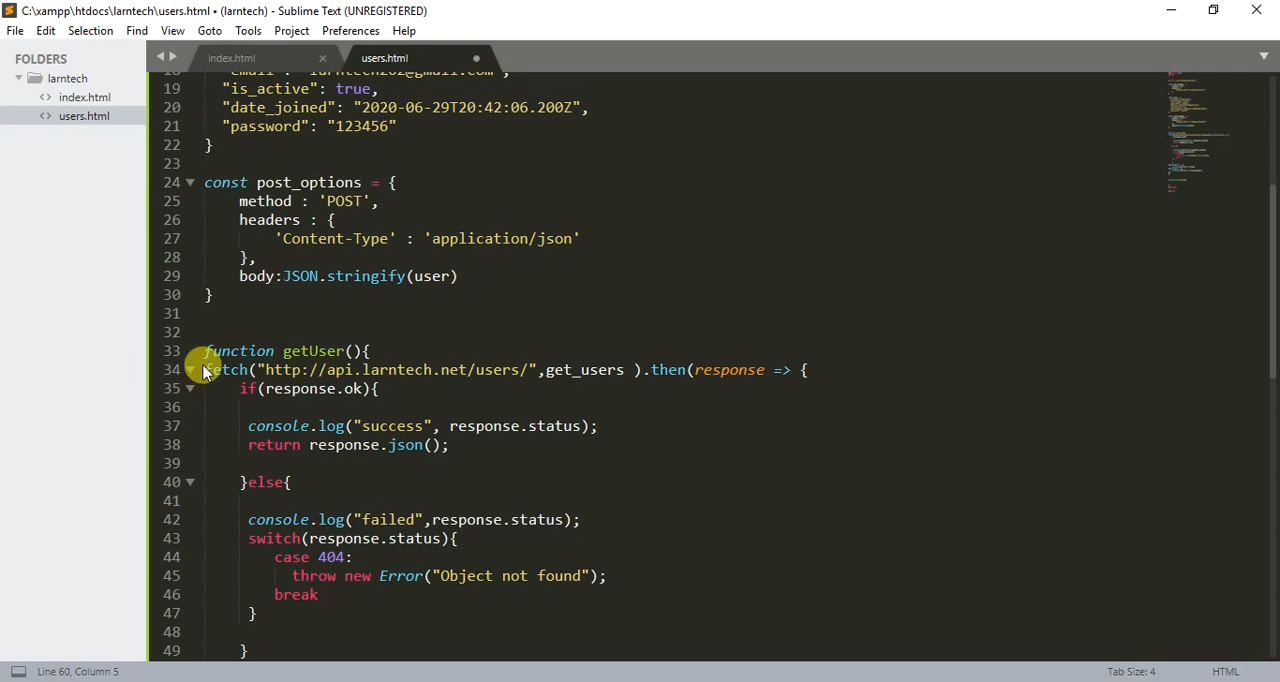 C:\xampp\htdocs\larntech\users.html • (larntech) - Sublime Text (UNREGISTERED)
File Edit Selection Find View Goto Tools Project Preferences Help
FOLDERS
larntech
index.html
users.html
index.html
users.html
18 "email" : "larntech202@gmail.com",
19 "is_active": true,
20 "date_joined": "2020-06-29T20:42:06.200Z",
21 "password": "123456"
22 }
23
24 const post_options = {
25 method : 'POST',
26 headers : {
27 'Content-Type' : 'application/json'
28 },
29 body:JSON.stringify(user)
30 }
31
32
33 function getUser(){
34 fetch("http://api.larntech.net/users/",get_users ).then(response => {
35 if(response.ok){
36
37 console.log("success", response.status);
38 return response.json();
39
40 }else{
41
42 console.log("failed",response.status);
43 switch(response.status){
44 case 404:
45 throw new Error("Object not found");
46 break
47 }
48
49 }
Line 60, Column 5
Tab Size: 4
HTML